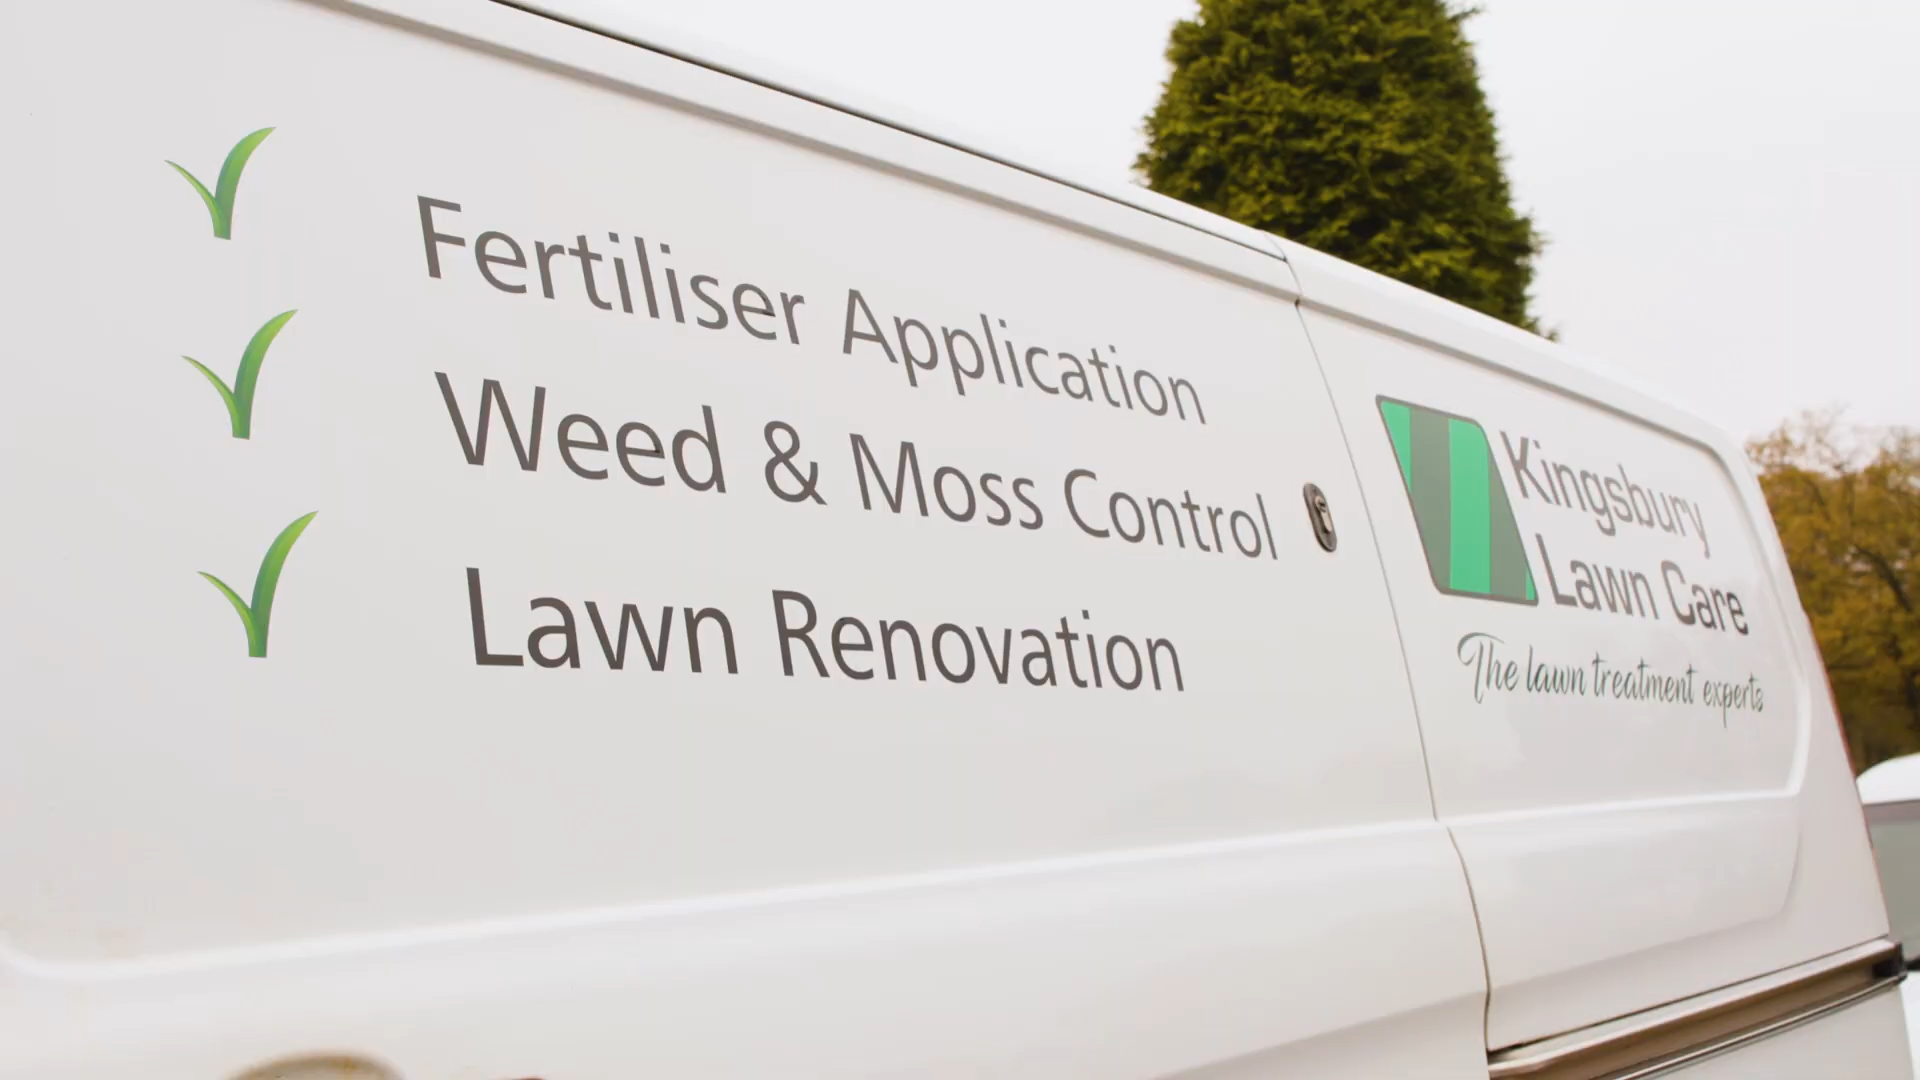 Fertiliser Application
Weed & Moss Control
Lawn Renovation
Kingsbury
Lawn Care
The lawn treatment experts